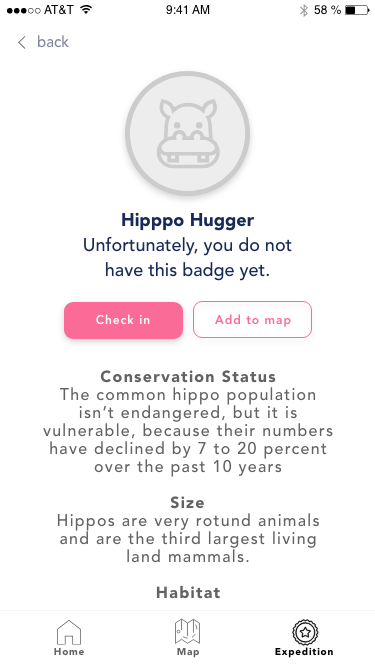 AT&T 9:41 AM 58 %
back
Hipppo Hugger
Unfortunately, you do not
have this badge yet.
Check in Add to map
Conservation Status
The common hippo population
isn’t endangered, but it is
vulnerable, because their numbers
have declined by 7 to 20 percent
over the past 10 years
Size
Hippos are very rotund animals
and are the third largest living
land mammals.
Habitat
Home Map Expedition